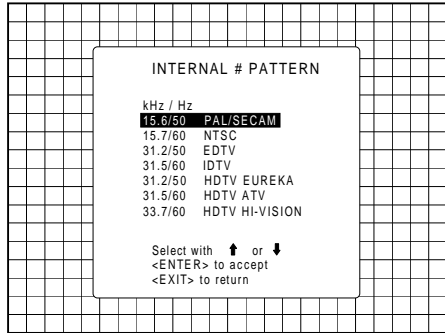 INTERNAL # PATTERN
kHz / Hz
15.6/50 PAL/SECAM
15.7/60 NTSC
31.2/50 EDTV
31.5/60 IDTV
31.2/50 HDTV EUREKA
31.5/60 HDTV ATV
33.7/60 HDTV HI-VISION
Select with ⬆ or ⬇
<ENTER> to accept
<EXIT> to return